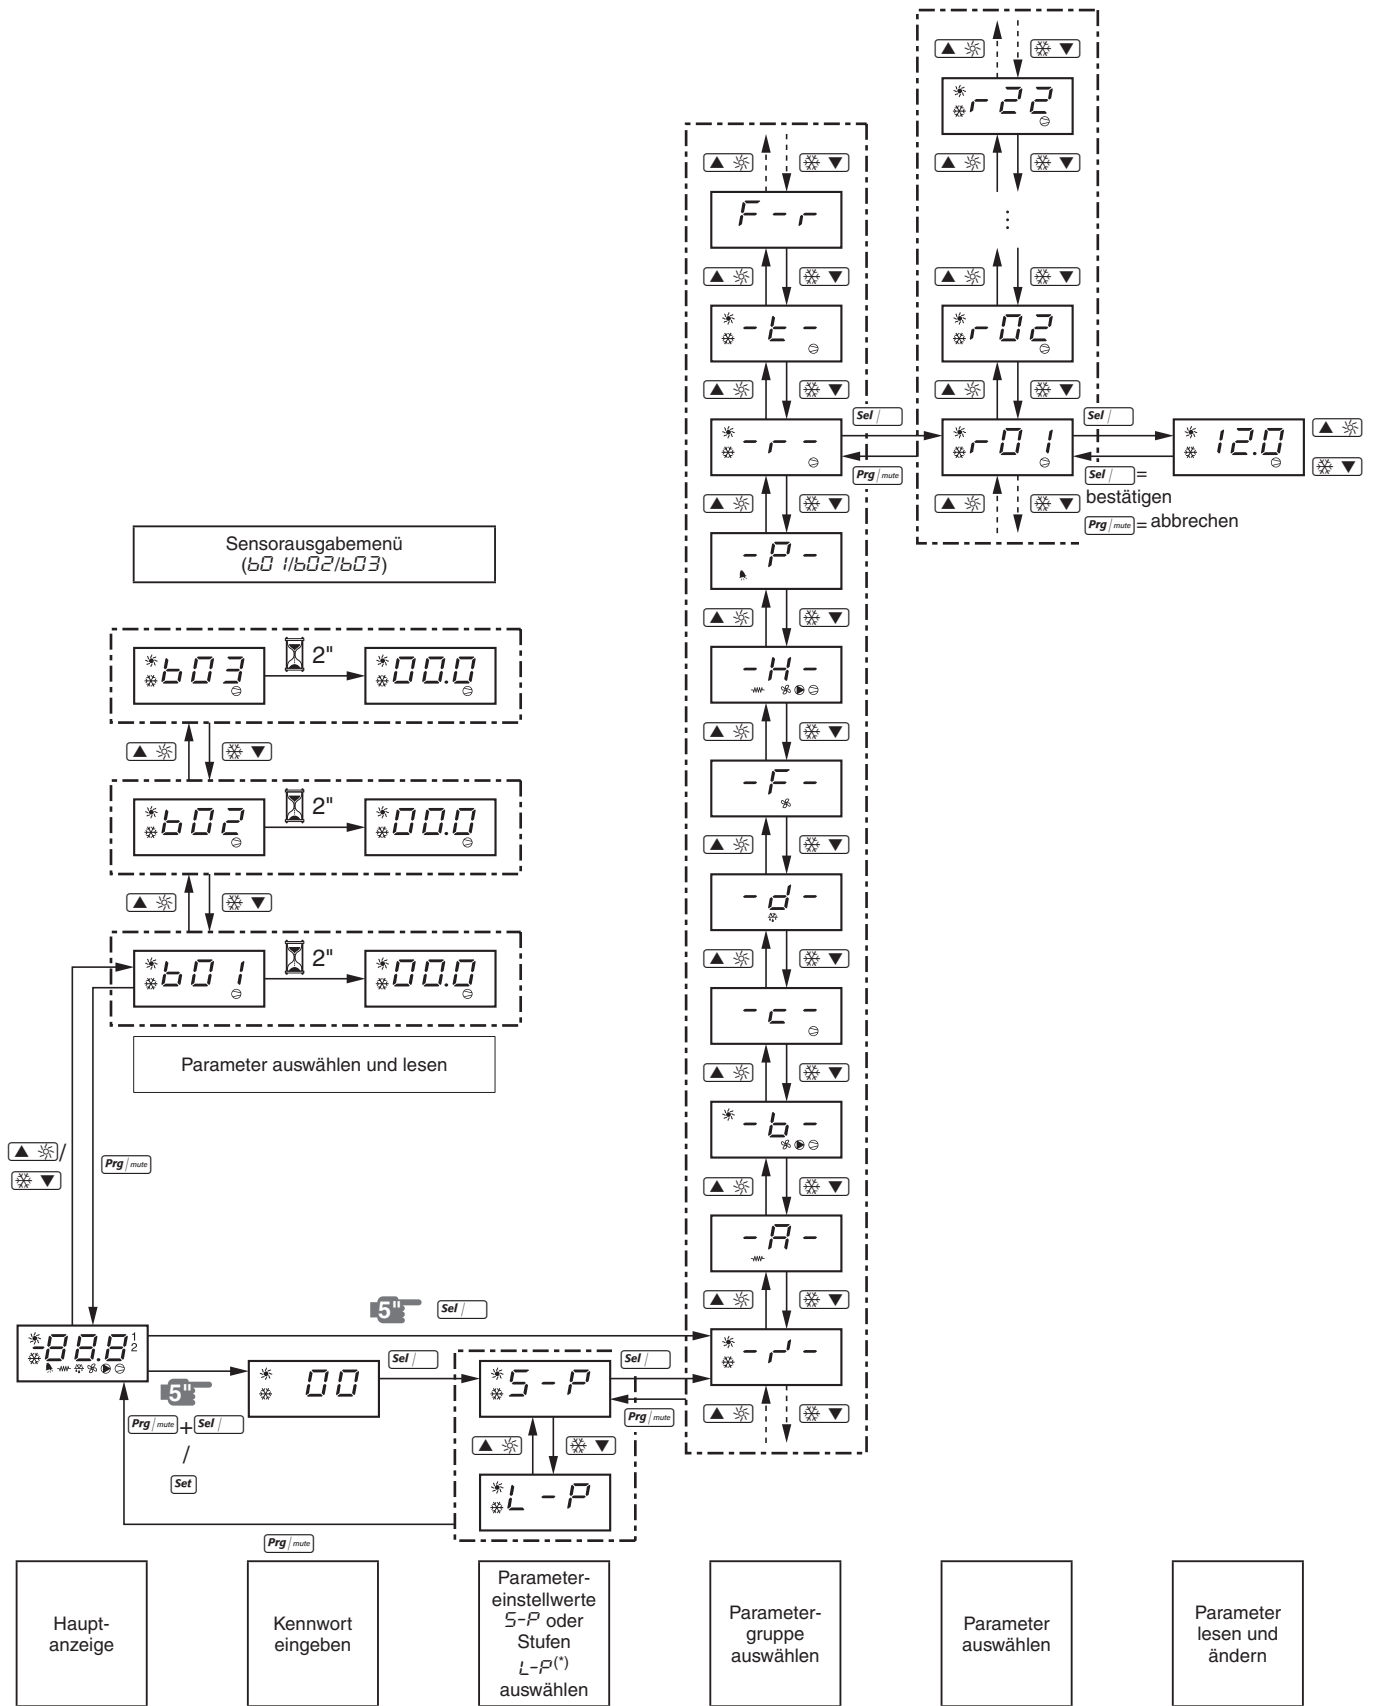 r22
F-r
-t-
r02
Sel
-r-
Prg/mute
r01
Sel
12.0
Sel =
bestätigen
Prg/mute = abbrechen
-P-
-H-
-F-
-d-
-c-
-b-
-A-
Sensorausgabemenü
(b01/b02/b03)
b03
2"
00.0
b02
2"
00.0
b01
2"
00.0
Parameter auswählen und lesen
/
Prg/mute
5"
Sel
-88.8
1
2
5"
Prg/mute + Sel
/
Set
00
Sel
S-P
Sel
Prg/mute
-r-
L-P
Prg/mute
Haupt-
anzeige
Kennwort
eingeben
Parameter-
einstellwerte
S-P oder
Stufen
L-P(*)
auswählen
Parameter-
gruppe
auswählen
Parameter
auswählen
Parameter
lesen und
ändern